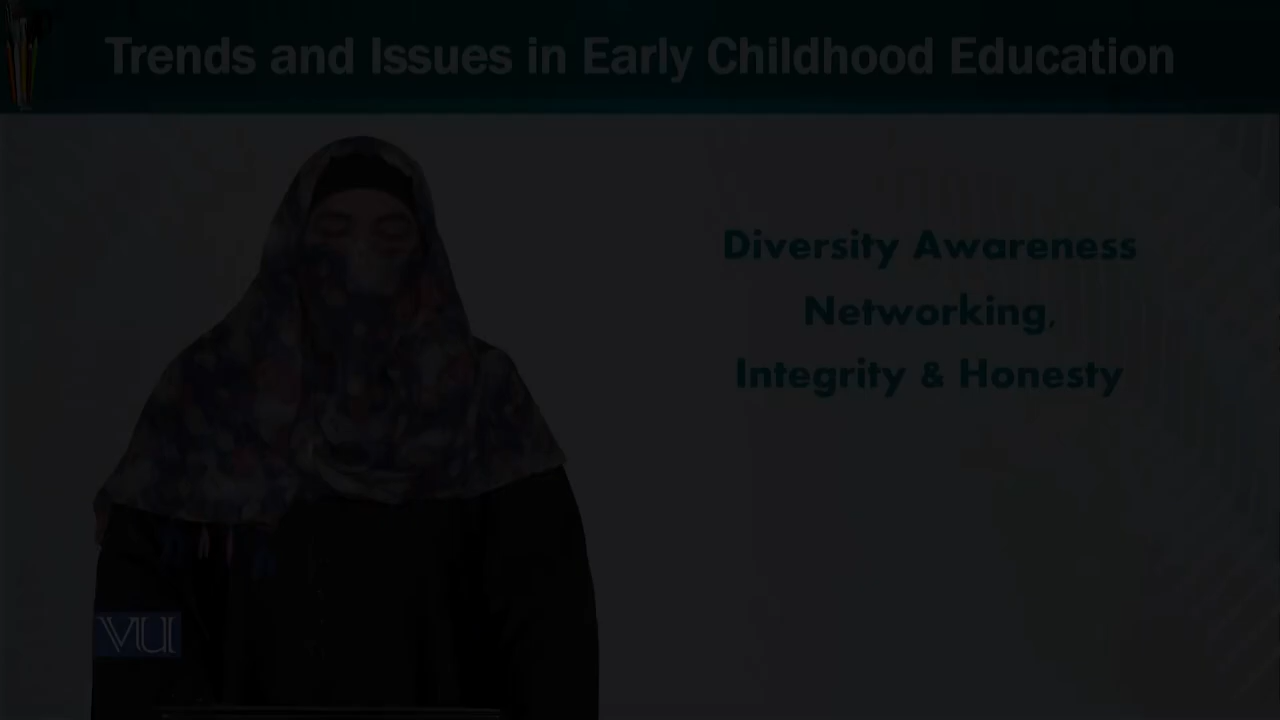 Trends and Issues in Early Childhood Education
Diversity Awareness
Networking,
Integrity & Honesty
VU